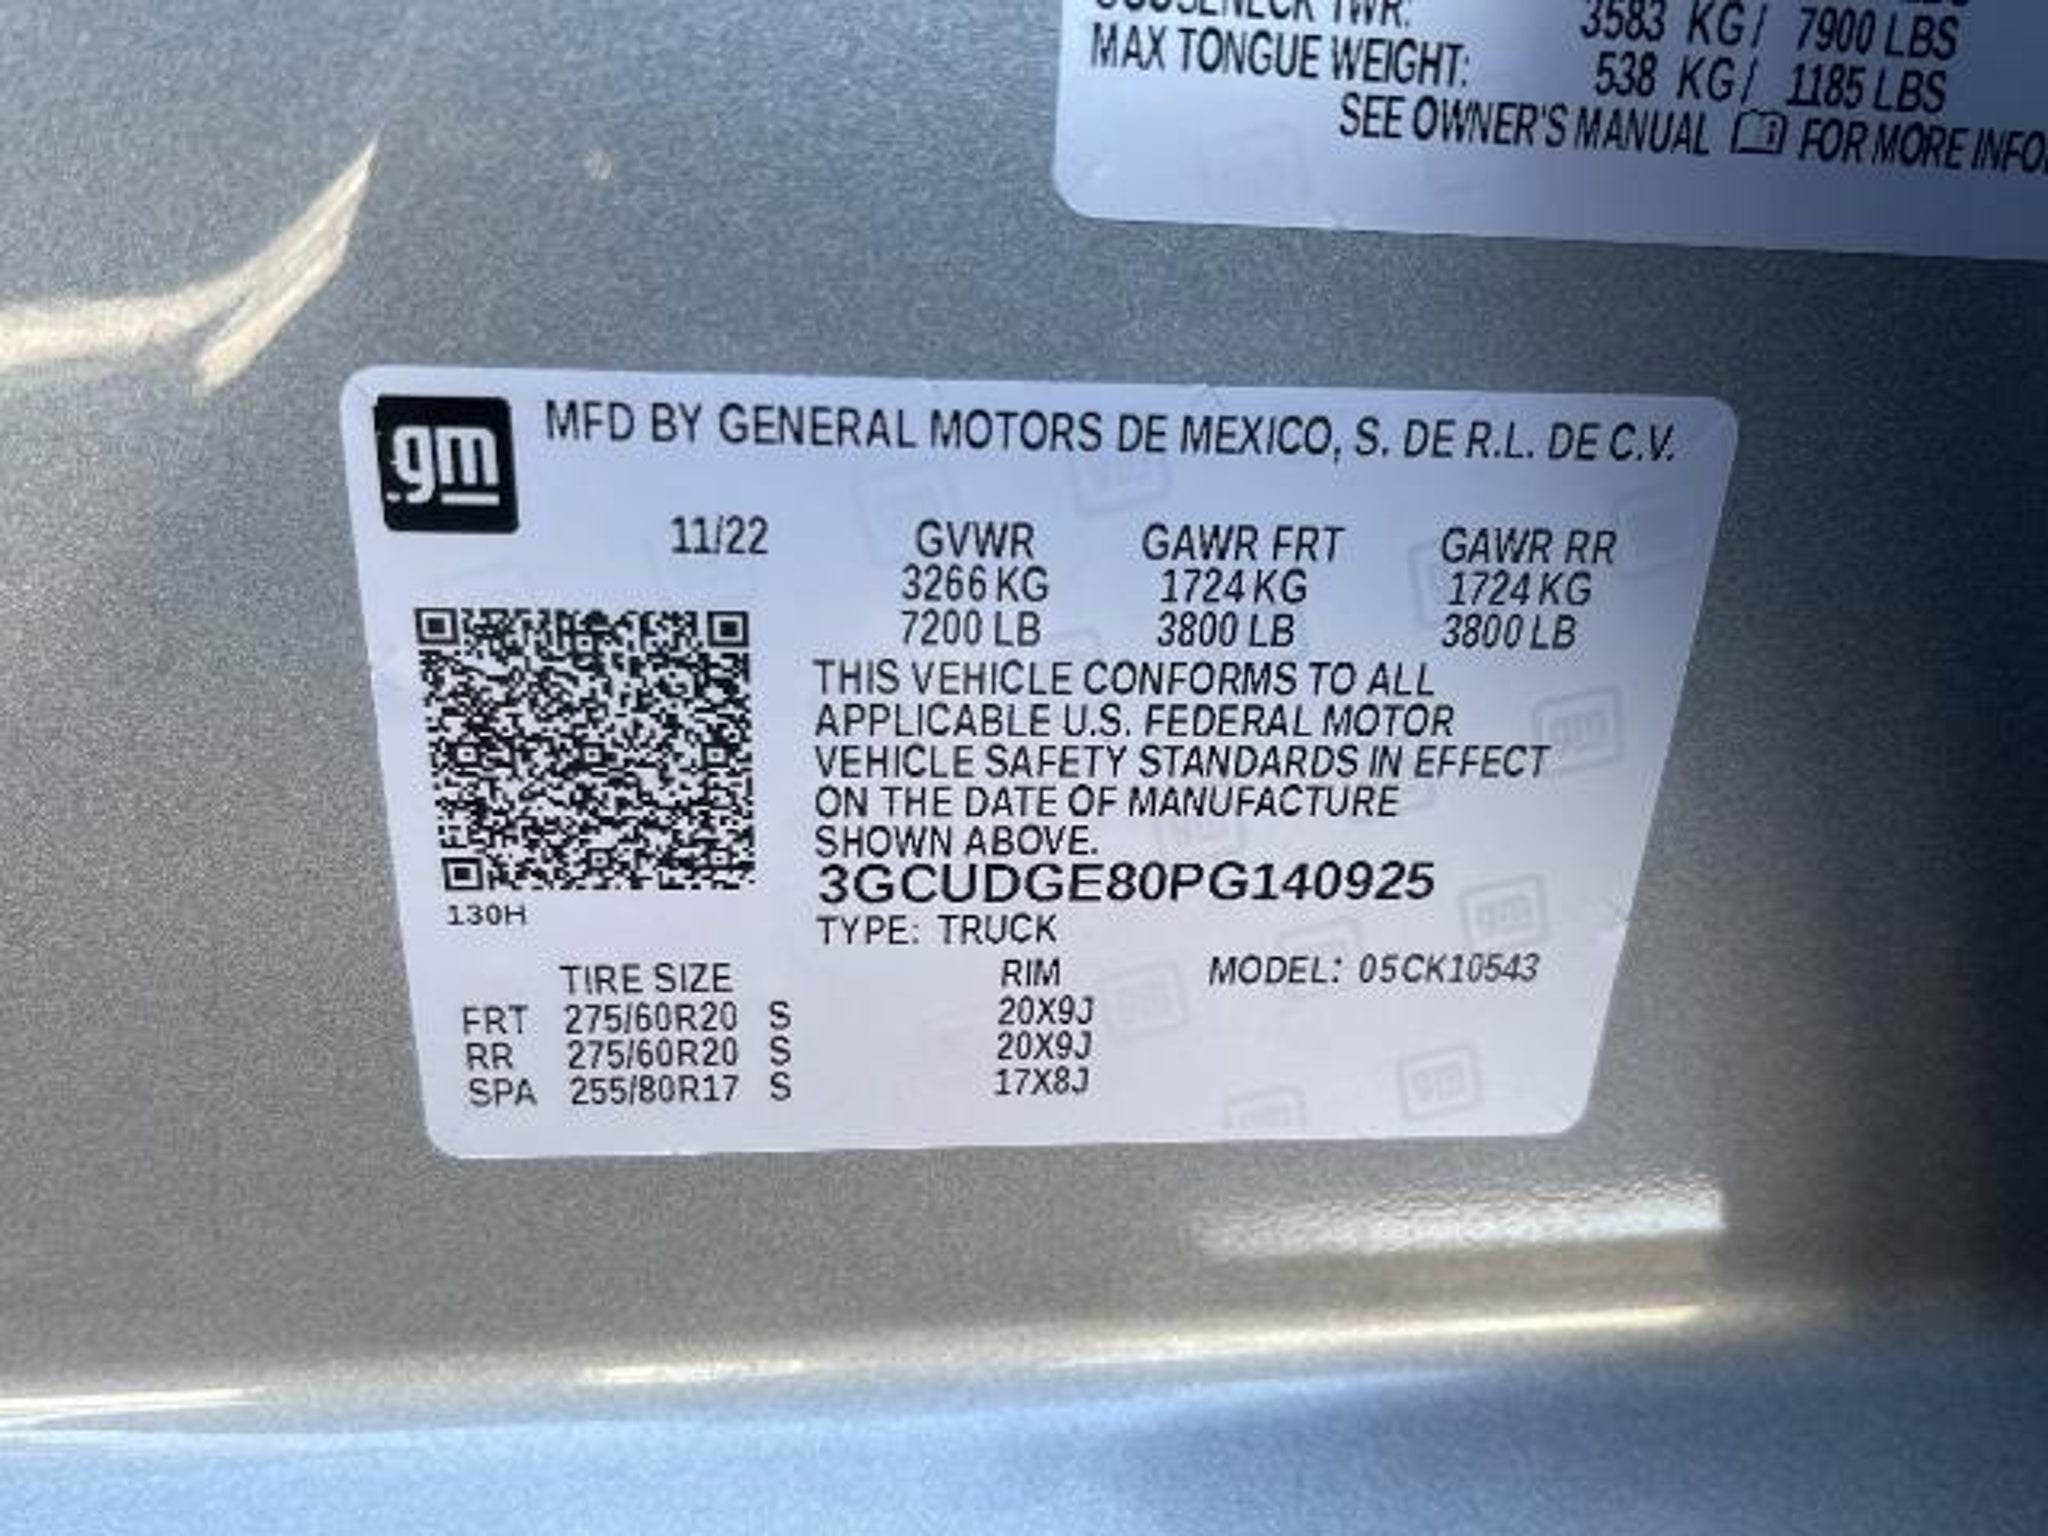 3583 KG / 7900 LBS
MAX TONGUE WEIGHT: 538 KG / 1185 LBS
SEE OWNER'S MANUAL FOR MORE
gm
MFD BY GENERAL MOTORS DE MEXICO, S. DE R.L. DE C.V.
11/22 GVWR GAWR FRT GAWR RR
3266 KG 1724 KG 1724 KG
7200 LB 3800 LB 3800 LB
THIS VEHICLE CONFORMS TO ALL
APPLICABLE U.S. FEDERAL MOTOR
VEHICLE SAFETY STANDARDS IN EFFECT
ON THE DATE OF MANUFACTURE
SHOWN ABOVE.
3GCUDGE80PG140925
130H
TYPE: TRUCK
TIRE SIZE RIM MODEL: 05CK10543
FRT 275/60R20 S 20X9J
RR 275/60R20 S 20X9J
SPA 255/80R17 S 17X8J